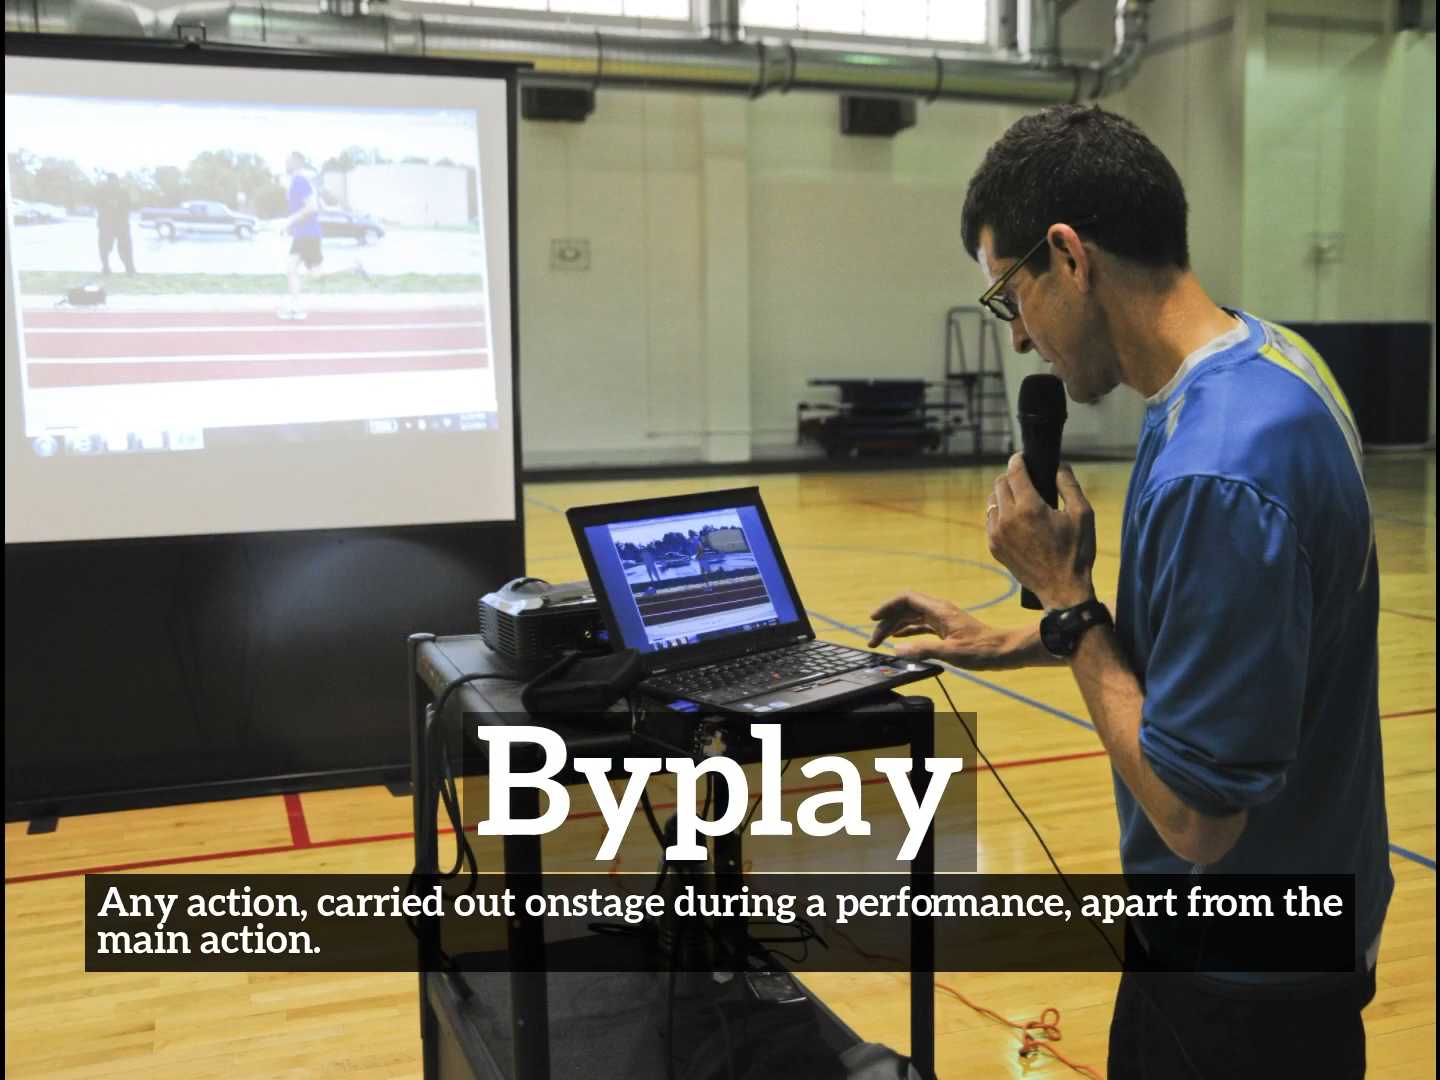 Byplay
Any action, carried out onstage during a performance, apart from the
main action.